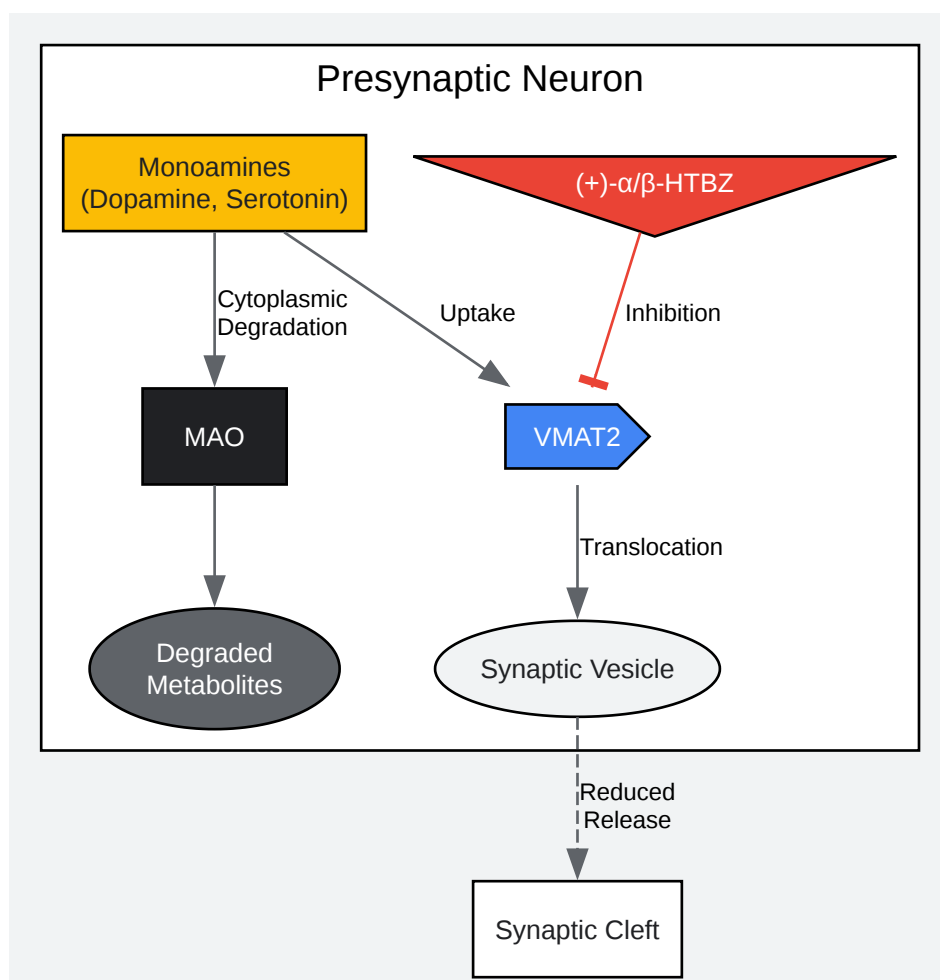 Presynaptic Neuron
Monoamines
(Dopamine, Serotonin)
(+)-α/β-HTBZ
Cytoplasmic
Degradation
Uptake
Inhibition
MAO
VMAT2
Translocation
Degraded
Metabolites
Synaptic Vesicle
Reduced
Release
Synaptic Cleft